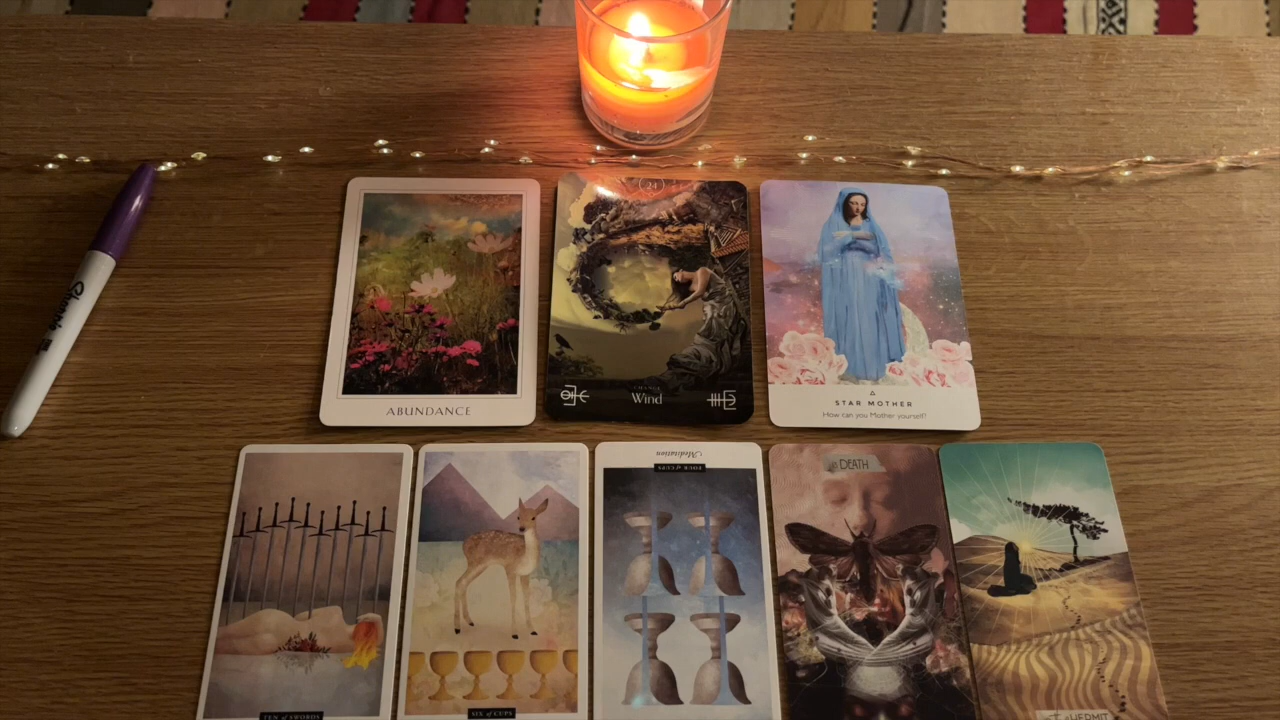 Sharpie
24
ABUNDANCE
CHANGE
Wind
STAR MOTHER
How can you Mother yourself?
TEN of SWORDS
SIX of CUPS
Meditation
FOUR of CUPS
DEATH
HERMIT